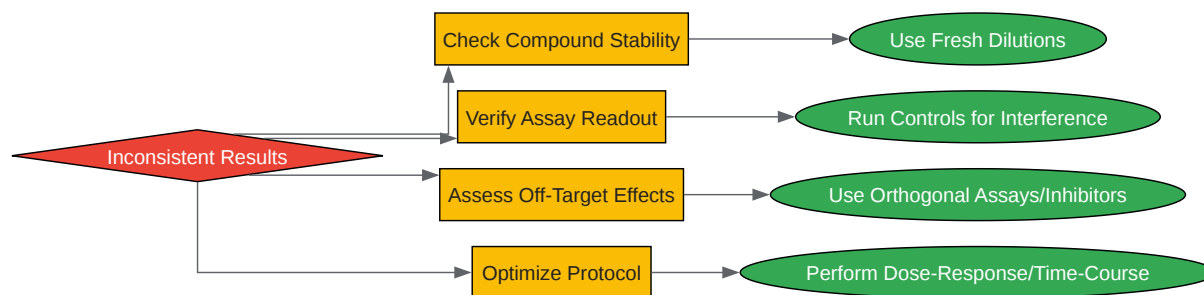 Check Compound Stability
Use Fresh Dilutions
Verify Assay Readout
Run Controls for Interference
Inconsistent Results
Assess Off-Target Effects
Use Orthogonal Assays/Inhibitors
Optimize Protocol
Perform Dose-Response/Time-Course